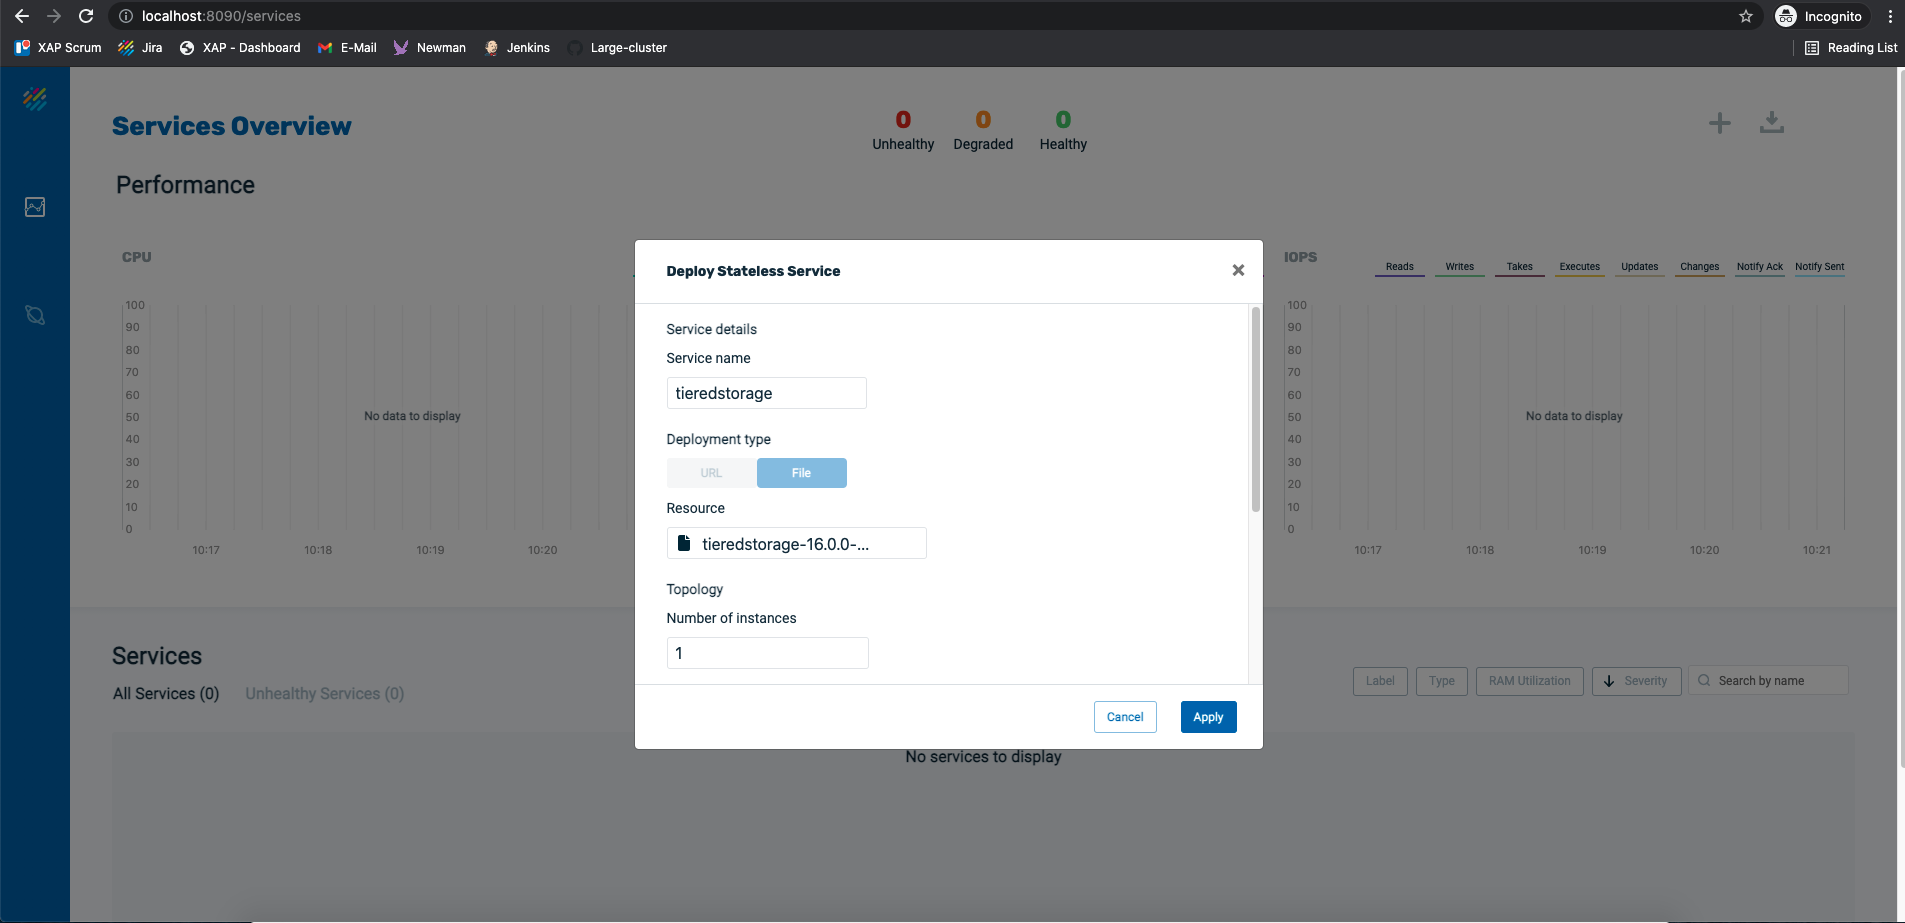 localhost:8090/services
Incognito
XAP Scrum
Jira
XAP - Dashboard
E-Mail
Newman
Jenkins
Large-cluster
Reading List
Services Overview
0
Unhealthy
0
Degraded
0
Healthy
Performance
CPU
100
90
80
70
60
50
40
30
20
10
0
No data to display
10:17
10:18
10:19
10:20
Deploy Stateless Service
Service details
Service name
tieredstorage
Deployment type
URL
File
Resource
tieredstorage-16.0.0-...
Topology
Number of instances
1
Cancel
Apply
IOPS
Reads
Writes
Takes
Executes
Updates
Changes
Notify Ack
Notify Sent
100
90
80
70
60
50
40
30
20
10
0
No data to display
10:17
10:18
10:19
10:20
10:21
Services
All Services (0)
Unhealthy Services (0)
Label
Type
RAM Utilization
Severity
Search by name
No services to display